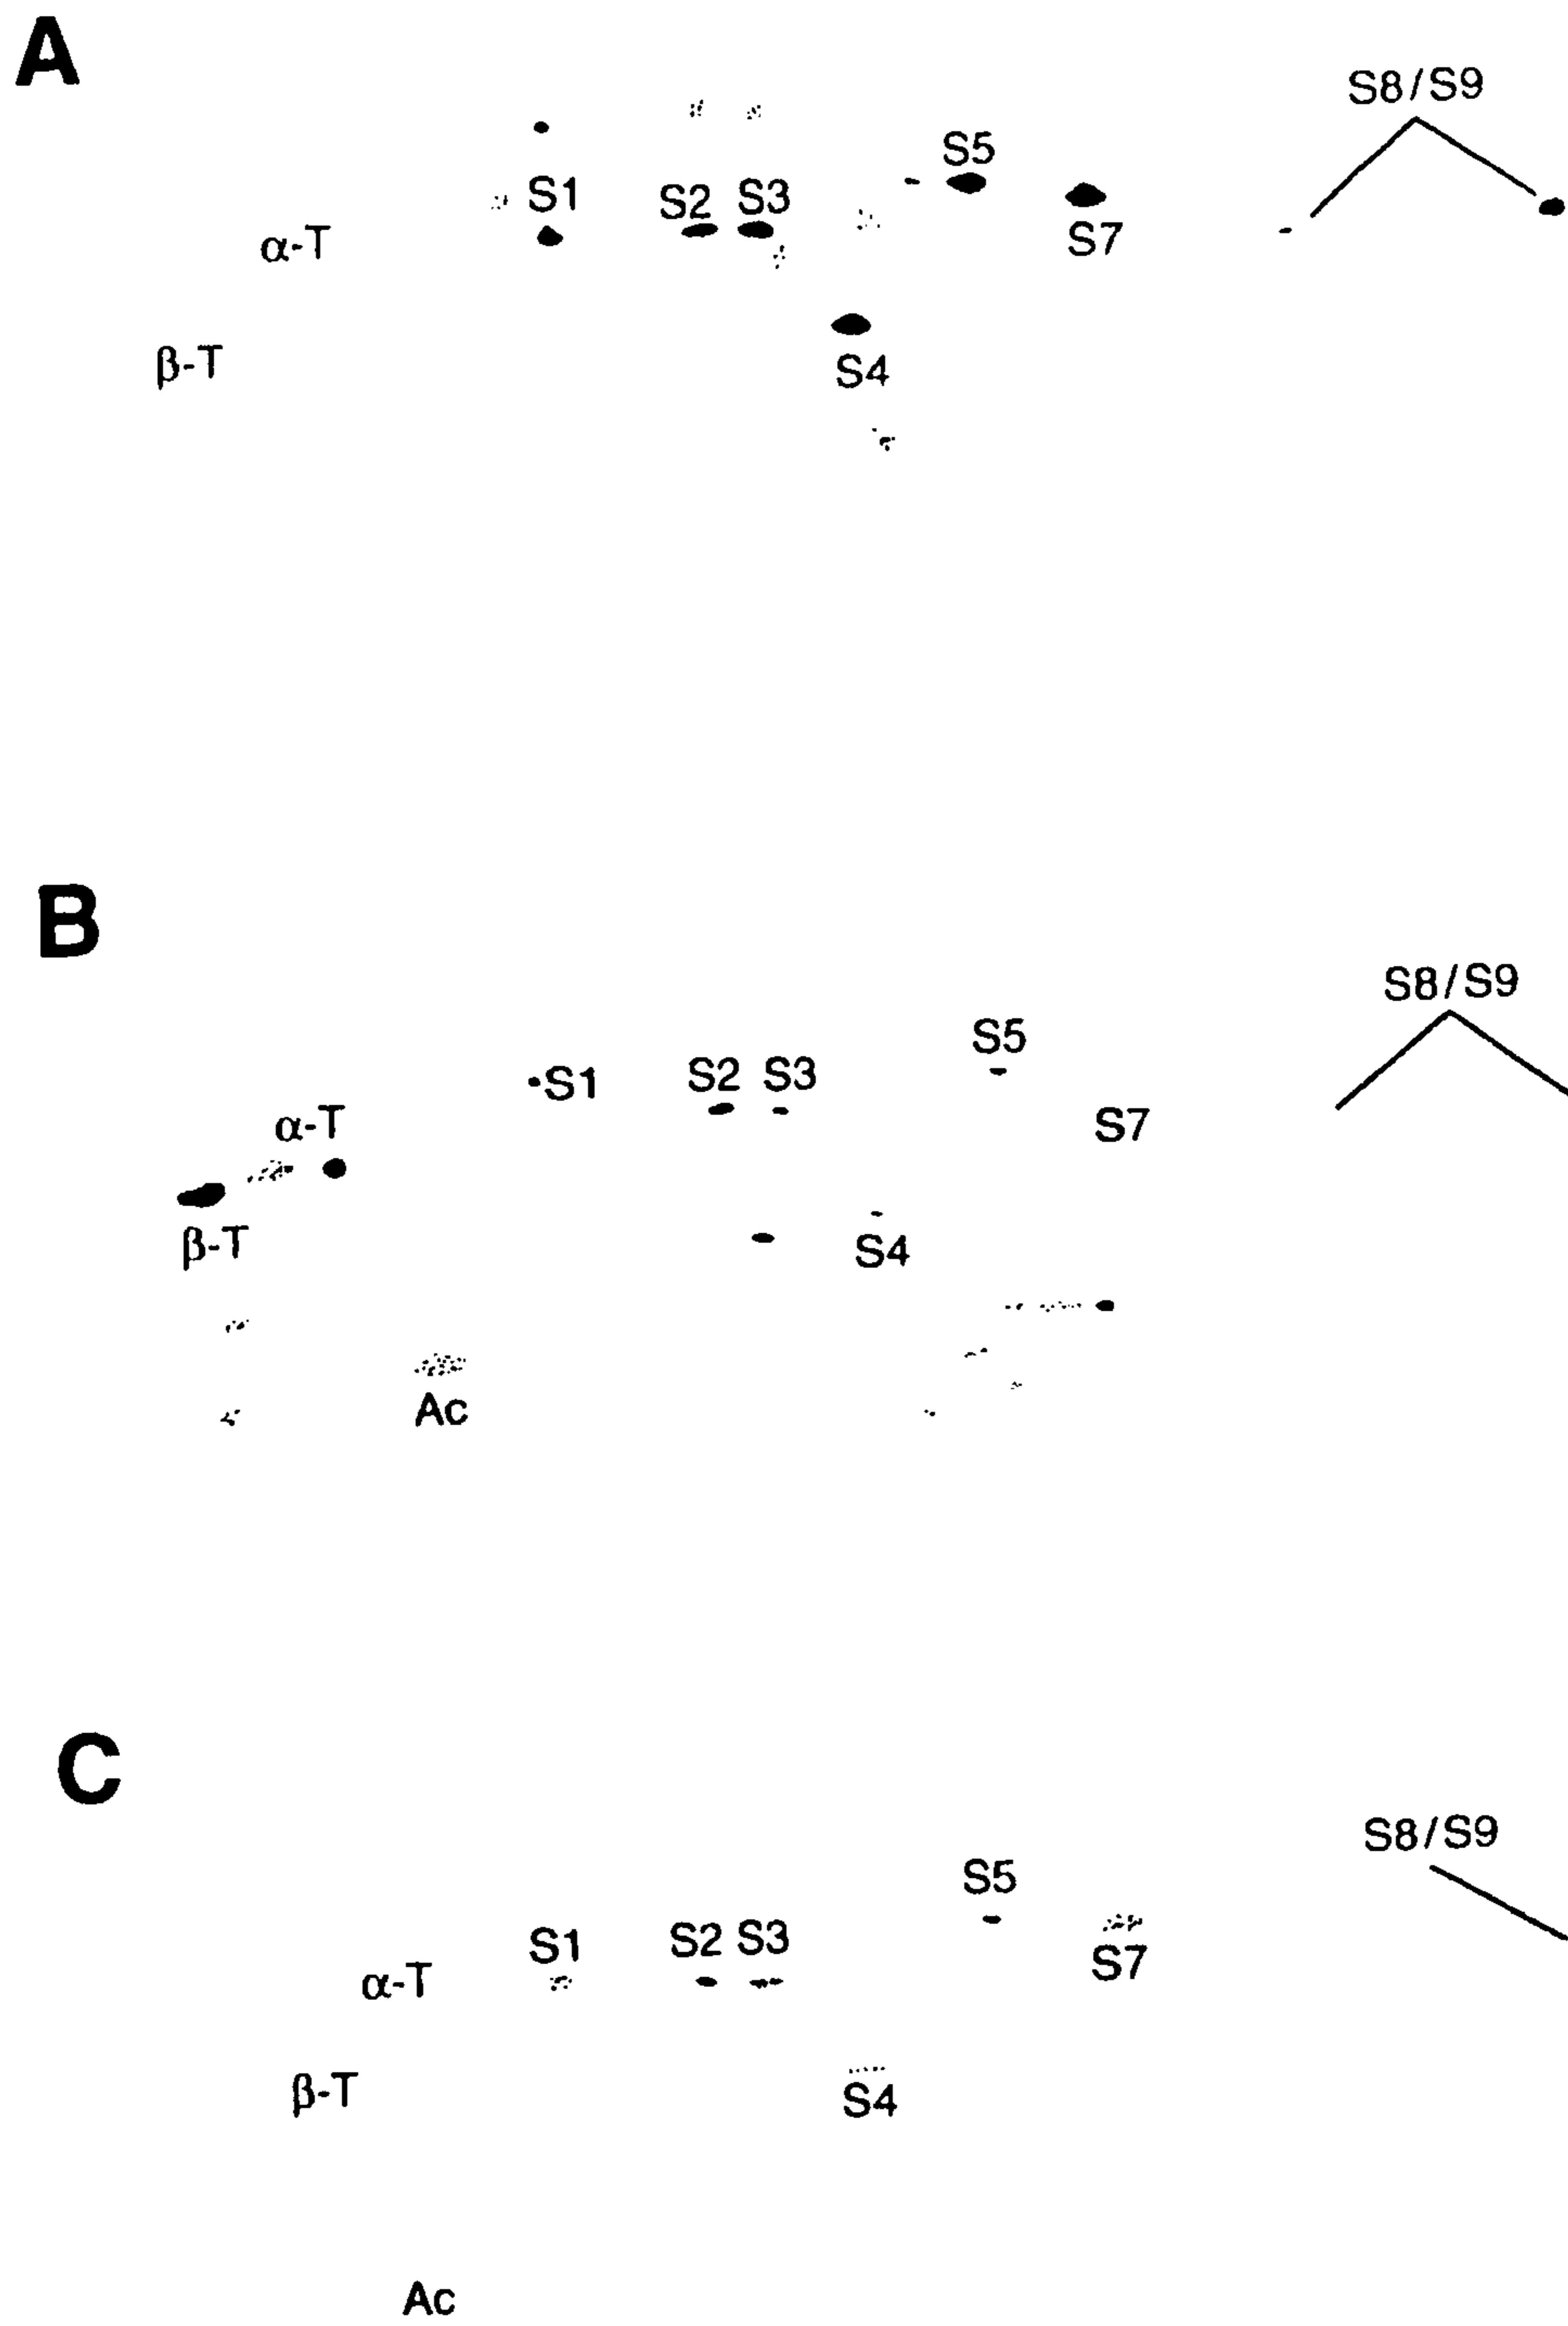 A
S8/S9
S5
S1
S2 S3
α-T
S7
β-T
S4
B
S8/S9
S5
S1
S2 S3
α-T
S7
β-T
S4
Ac
C
S8/S9
S5
S1
S2 S3
α-T
S7
β-T
S4
Ac